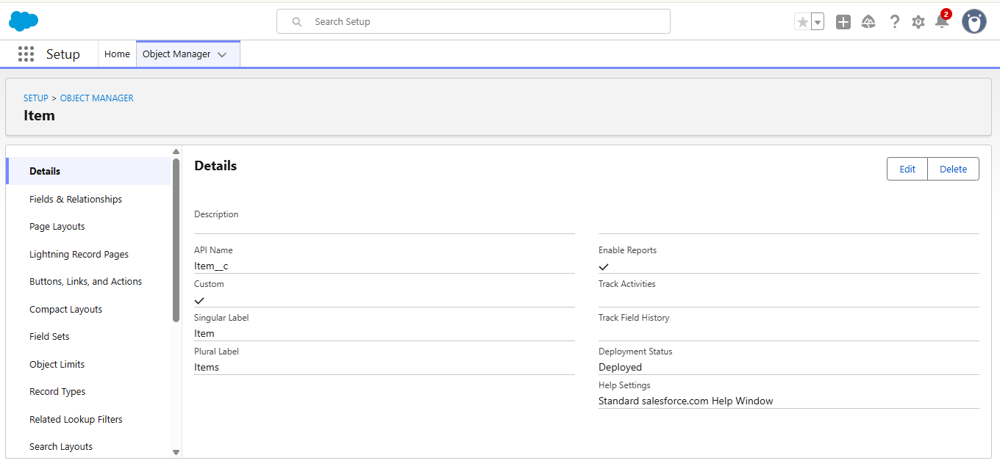 Search Setup
2
Setup
Home
Object Manager
SETUP > OBJECT MANAGER
Item
Details
Fields & Relationships
Page Layouts
Lightning Record Pages
Buttons, Links, and Actions
Compact Layouts
Field Sets
Object Limits
Record Types
Related Lookup Filters
Search Layouts
Details
Edit
Delete
Description
API Name
Item__c
Custom
Singular Label
Item
Plural Label
Items
Enable Reports
Track Activities
Track Field History
Deployment Status
Deployed
Help Settings
Standard salesforce.com Help Window